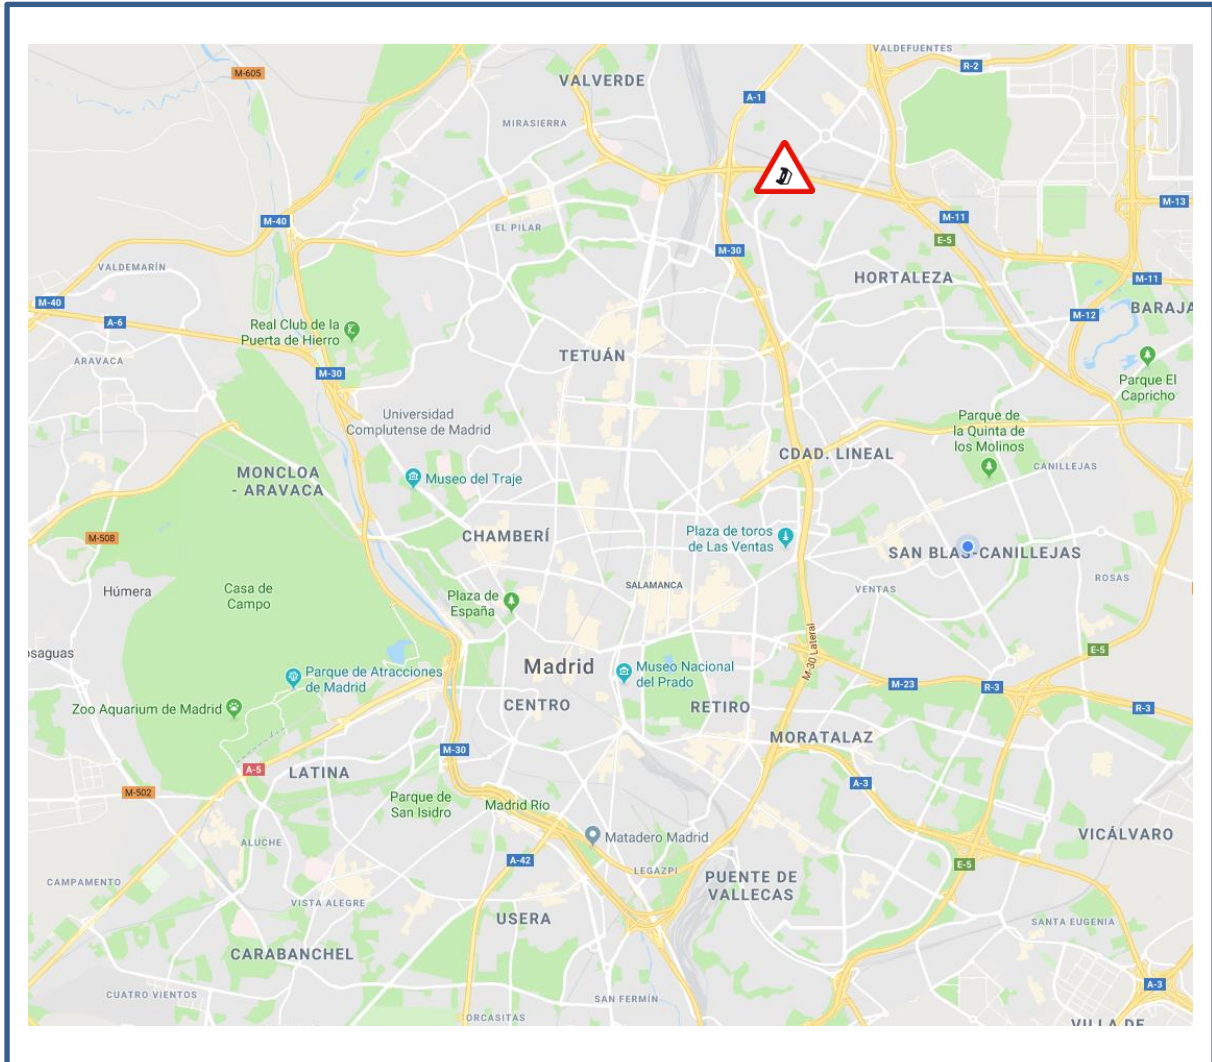 VALDEFUENTES
R-2
M-605
VALVERDE
A-1
MIRASIERRA
M-13
M-40
EL PILAR
M-11
E-5
M-30
VALDEMARÍN
HORTALEZA
M-11
M-40
A-6
Real Club de la
Puerta de Hierro
M-12
BARAJA
TETUÁN
ARAVACA
M-30
Parque El
Capricho
Universidad
Complutense de Madrid
Parque de
la Quinta de
los Molinos
CDAD. LINEAL
CANILLEJAS
MONCLOA
- ARAVACA
Museo del Traje
CHAMBERÍ
Plaza de toros
de Las Ventas
M-508
SAN BLAS-CANILLEJAS
ROSAS
Húmera
Casa de
Campo
SALAMANCA
VENTAS
Plaza de
España
M-30 Lateral
osaguas
E-5
Madrid
Museo Nacional
del Prado
Parque de Atracciones
de Madrid
M-23
R-3
Zoo Aquarium de Madrid
CENTRO
RETIRO
R-3
MORATALAZ
M-30
A-5
LATINA
A-3
M-502
Parque de
San Isidro
Madrid Río
Matadero Madrid
VICÁLVARO
ALUCHE
A-42
LEGAZPI
E-5
PUENTE DE
VALLECAS
CAMPAMENTO
VISTA ALEGRE
USERA
SANTA EUGENIA
CARABANCHEL
A-3
CUATRO VIENTOS
SAN FERMÍN
ORCASITAS
VILLA DE